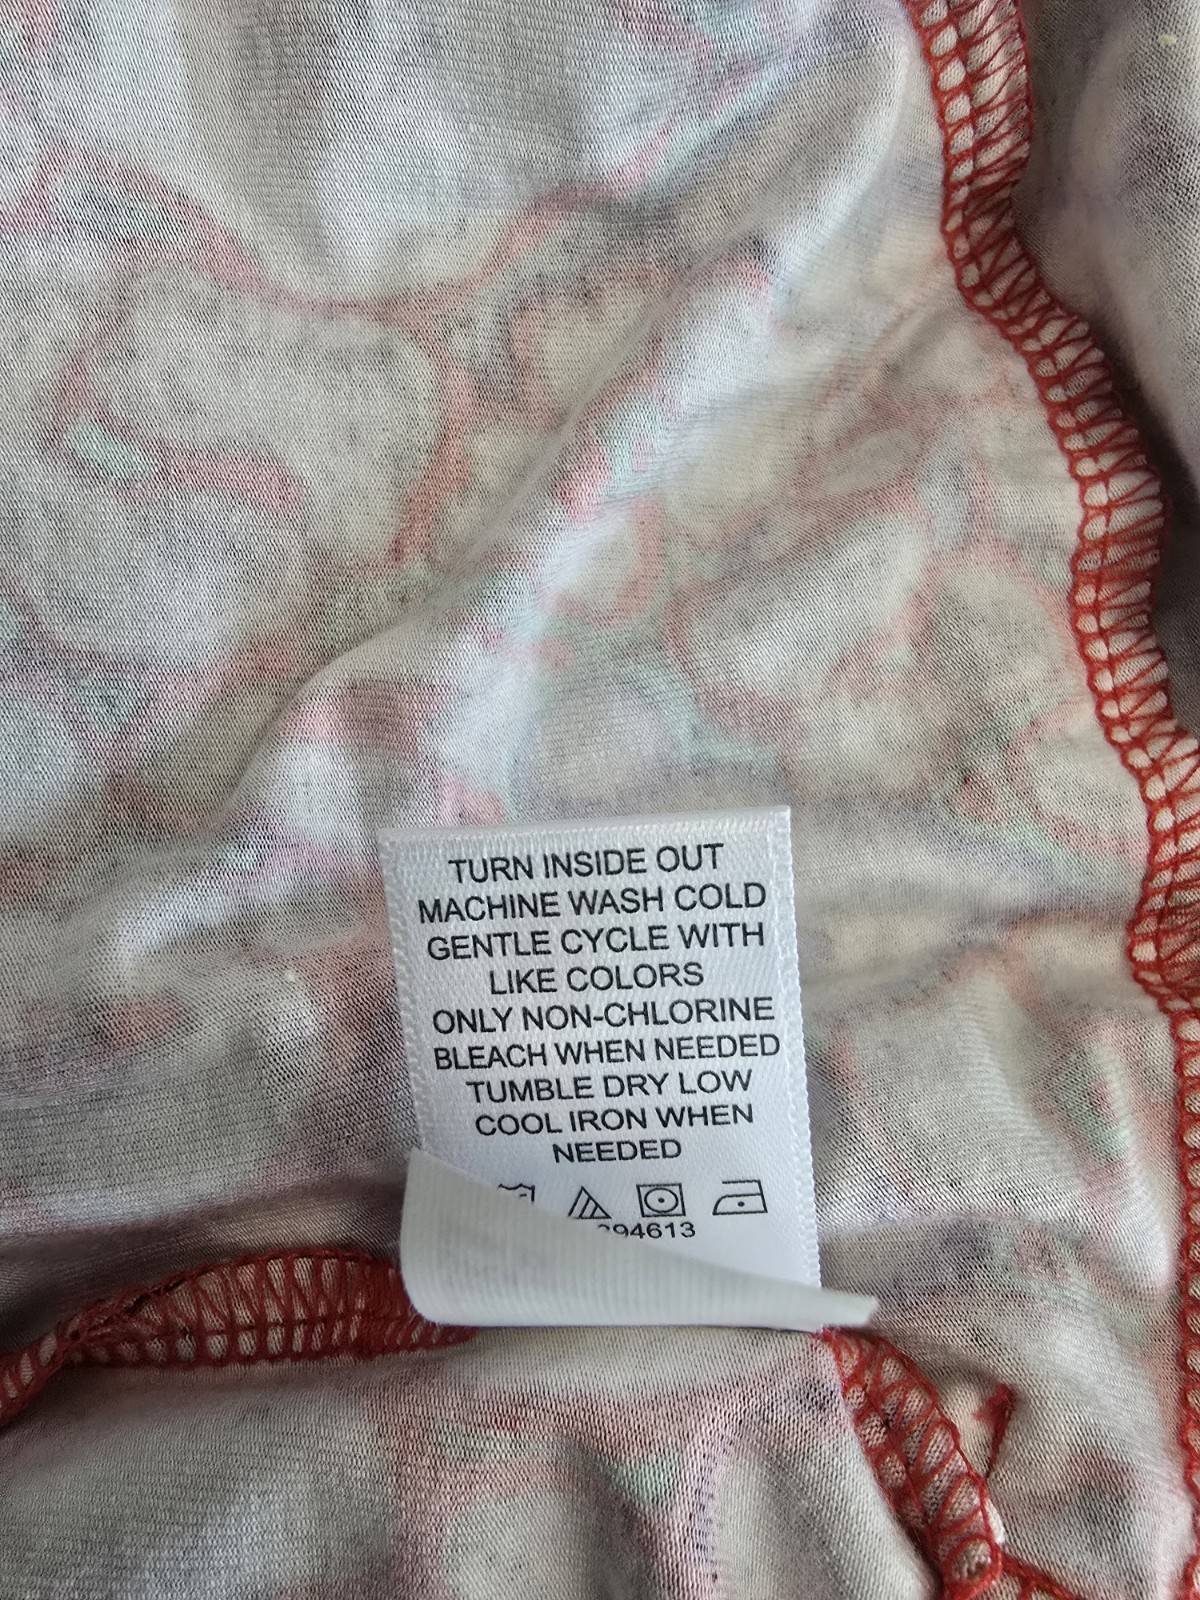 TURN INSIDE OUT
MACHINE WASH COLD
GENTLE CYCLE WITH
LIKE COLORS
ONLY NON-CHLORINE
BLEACH WHEN NEEDED
TUMBLE DRY LOW
COOL IRON WHEN
NEEDED
94613